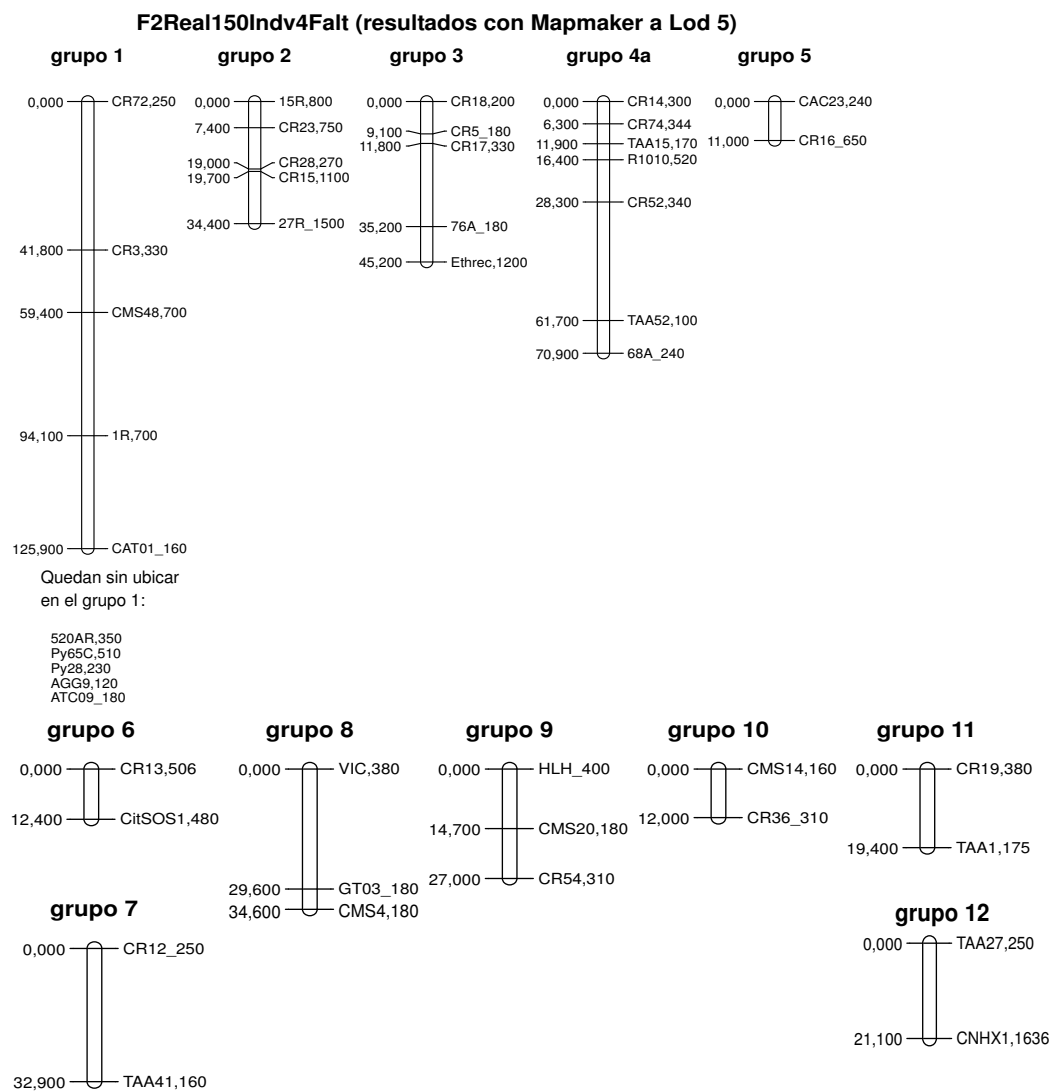 F2Real150Indv4Falt (resultados con Mapmaker a Lod 5)
grupo 1
0,000 CR72,250
41,800 CR3,330
59,400 CMS48,700
94,100 1R,700
125,900 CAT01_160
Quedan sin ubicar
en el grupo 1:
520AR,350
Py65C,510
Py28,230
AGG9,120
ATC09_180
grupo 2
0,000 15R,800
7,400 CR23,750
19,000 CR28,270
19,700 CR15,1100
34,400 27R_1500
grupo 3
0,000 CR18,200
9,100 CR5_180
11,800 CR17,330
35,200 76A_180
45,200 Ethrec,1200
grupo 4a
0,000 CR14,300
6,300 CR74,344
11,900 TAA15,170
16,400 R1010,520
28,300 CR52,340
61,700 TAA52,100
70,900 68A_240
grupo 5
0,000 CAC23,240
11,000 CR16_650
grupo 6
0,000 CR13,506
12,400 CitSOS1,480
grupo 7
0,000 CR12_250
32,900 TAA41,160
grupo 8
0,000 VIC,380
29,600 GT03_180
34,600 CMS4,180
grupo 9
0,000 HLH_400
14,700 CMS20,180
27,000 CR54,310
grupo 10
0,000 CMS14,160
12,000 CR36_310
grupo 11
0,000 CR19,380
19,400 TAA1,175
grupo 12
0,000 TAA27,250
21,100 CNHX1,1636